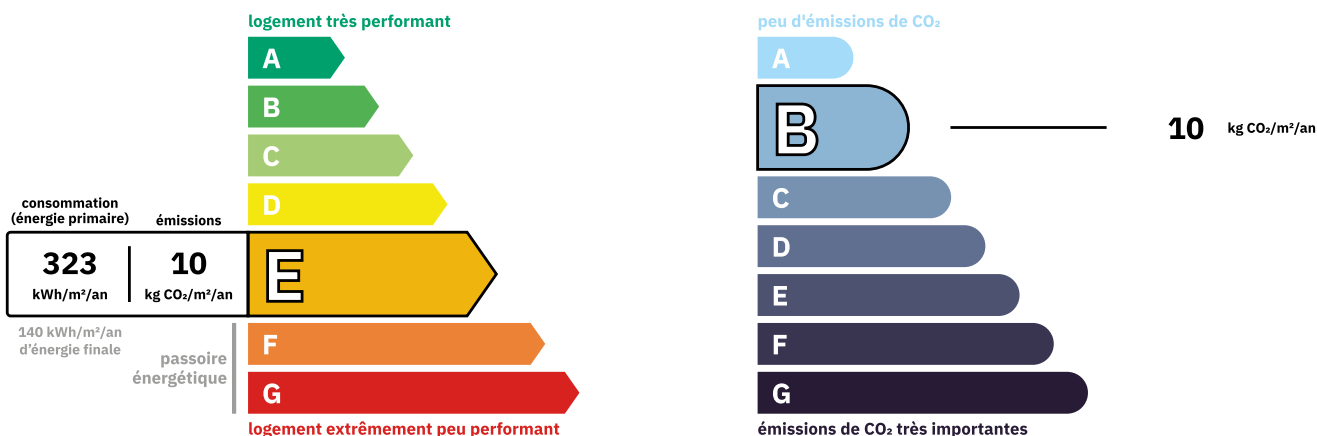 logement très performant
A
B
C
D
consommation
(énergie primaire)
émissions
323
kWh/m²/an
10
kg CO₂/m²/an
E
140 kWh/m²/an
d'énergie finale
passoire
énergétique
F
G
logement extrêmement peu performant
peu d'émissions de CO₂
A
B
10
kg CO₂/m²/an
C
D
E
F
G
émissions de CO₂ très importantes